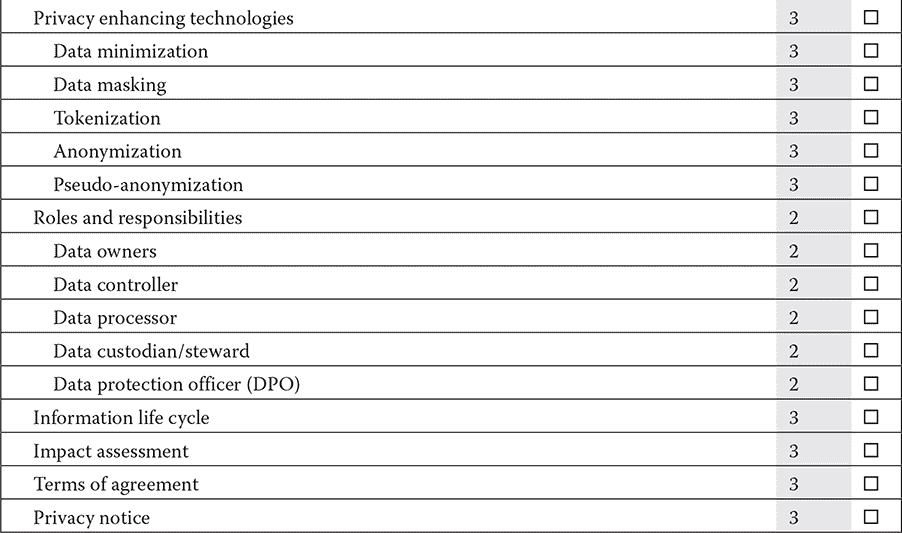 Privacy enhancing technologies 3 □
Data minimization 3 □
Data masking 3 □
Tokenization 3 □
Anonymization 3 □
Pseudo-anonymization 3 □
Roles and responsibilities 2 □
Data owners 2 □
Data controller 2 □
Data processor 2 □
Data custodian/steward 2 □
Data protection officer (DPO) 2 □
Information life cycle 3 □
Impact assessment 3 □
Terms of agreement 3 □
Privacy notice 3 □